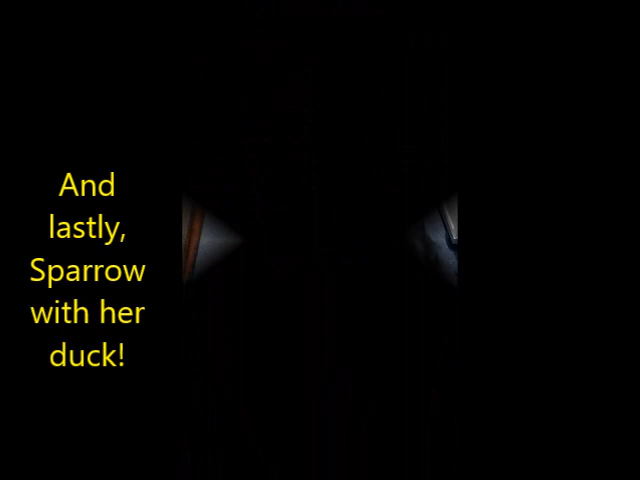 And
lastly,
Sparrow
with her
duck!